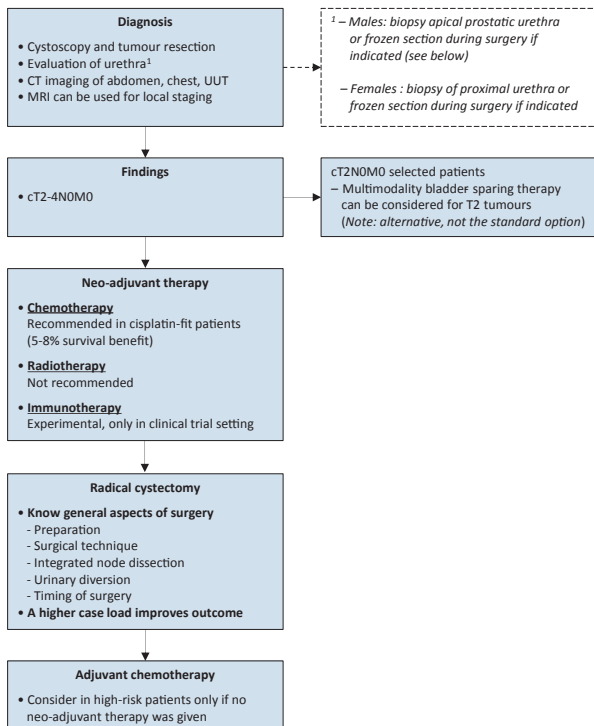 Diagnosis
• Cystoscopy and tumour resection
• Evaluation of urethra¹
• CT imaging of abdomen, chest, UUT
• MRI can be used for local staging
¹ – Males: biopsy apical prostatic urethra
or frozen section during surgery if
indicated (see below)
– Females : biopsy of proximal urethra or
frozen section during surgery if indicated
Findings
• cT2-4N0M0
cT2N0M0 selected patients
– Multimodality bladder-sparing therapy
can be considered for T2 tumours
(Note: alternative, not the standard option)
Neo-adjuvant therapy
• Chemotherapy
Recommended in cisplatin-fit patients
(5-8% survival benefit)
• Radiotherapy
Not recommended
• Immunotherapy
Experimental, only in clinical trial setting
Radical cystectomy
• Know general aspects of surgery
- Preparation
- Surgical technique
- Integrated node dissection
- Urinary diversion
- Timing of surgery
• A higher case load improves outcome
Adjuvant chemotherapy
• Consider in high-risk patients only if no
neo-adjuvant therapy was given